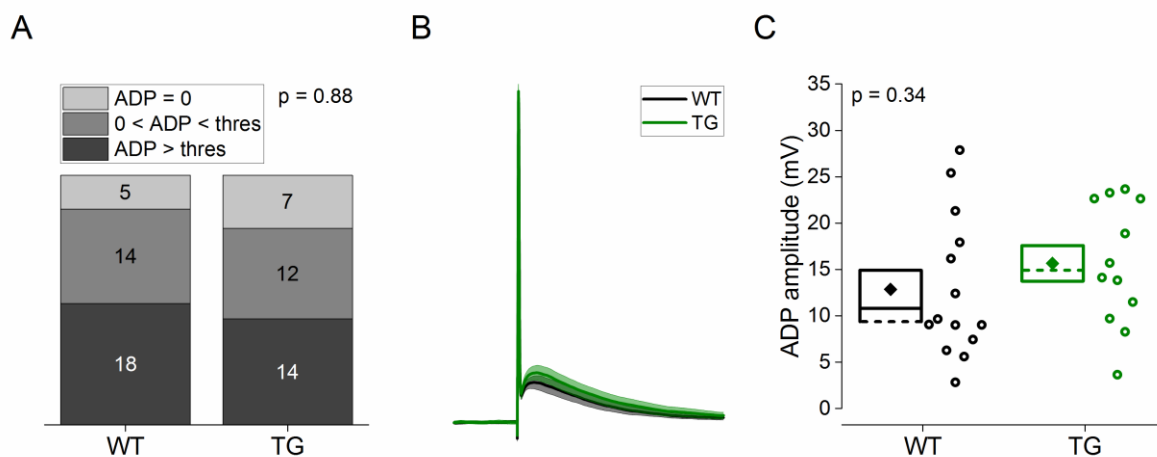 A
ADP = 0
0 < ADP < thres
ADP > thres
p = 0.88
5
14
18
7
12
14
WT
TG
B
WT
TG
C
p = 0.34
ADP amplitude (mV)
35
30
25
20
15
10
5
0
WT
TG